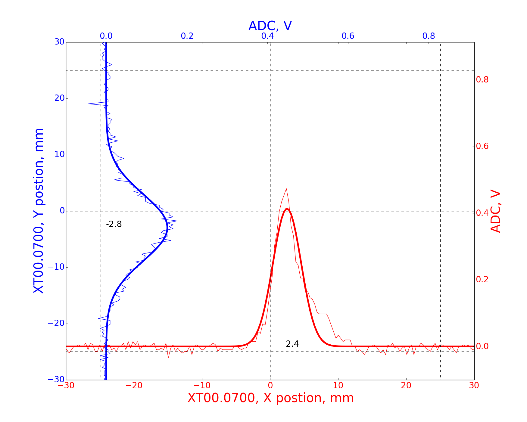 ADC, V
0.0 0.2 0.4 0.6 0.8
30
20
10
0
−10
−20
−30
XT00.0700, Y postion, mm
-2.8
2.4
0.8
0.6
0.4
0.2
0.0
ADC, V
−30 −20 −10 0 10 20 30
XT00.0700, X postion, mm